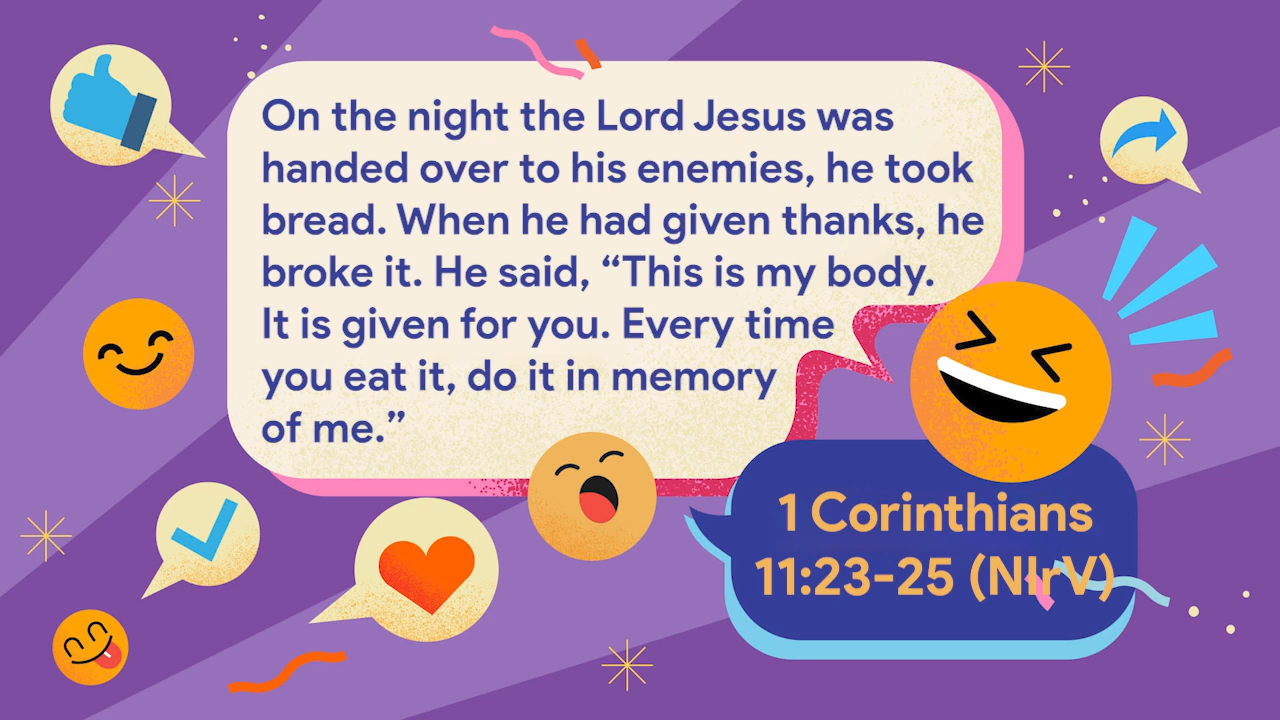 On the night the Lord Jesus was
handed over to his enemies, he took
bread. When he had given thanks, he
broke it. He said, “This is my body.
It is given for you. Every time
you eat it, do it in memory
of me.”
1 Corinthians
11:23-25 (NIrV)